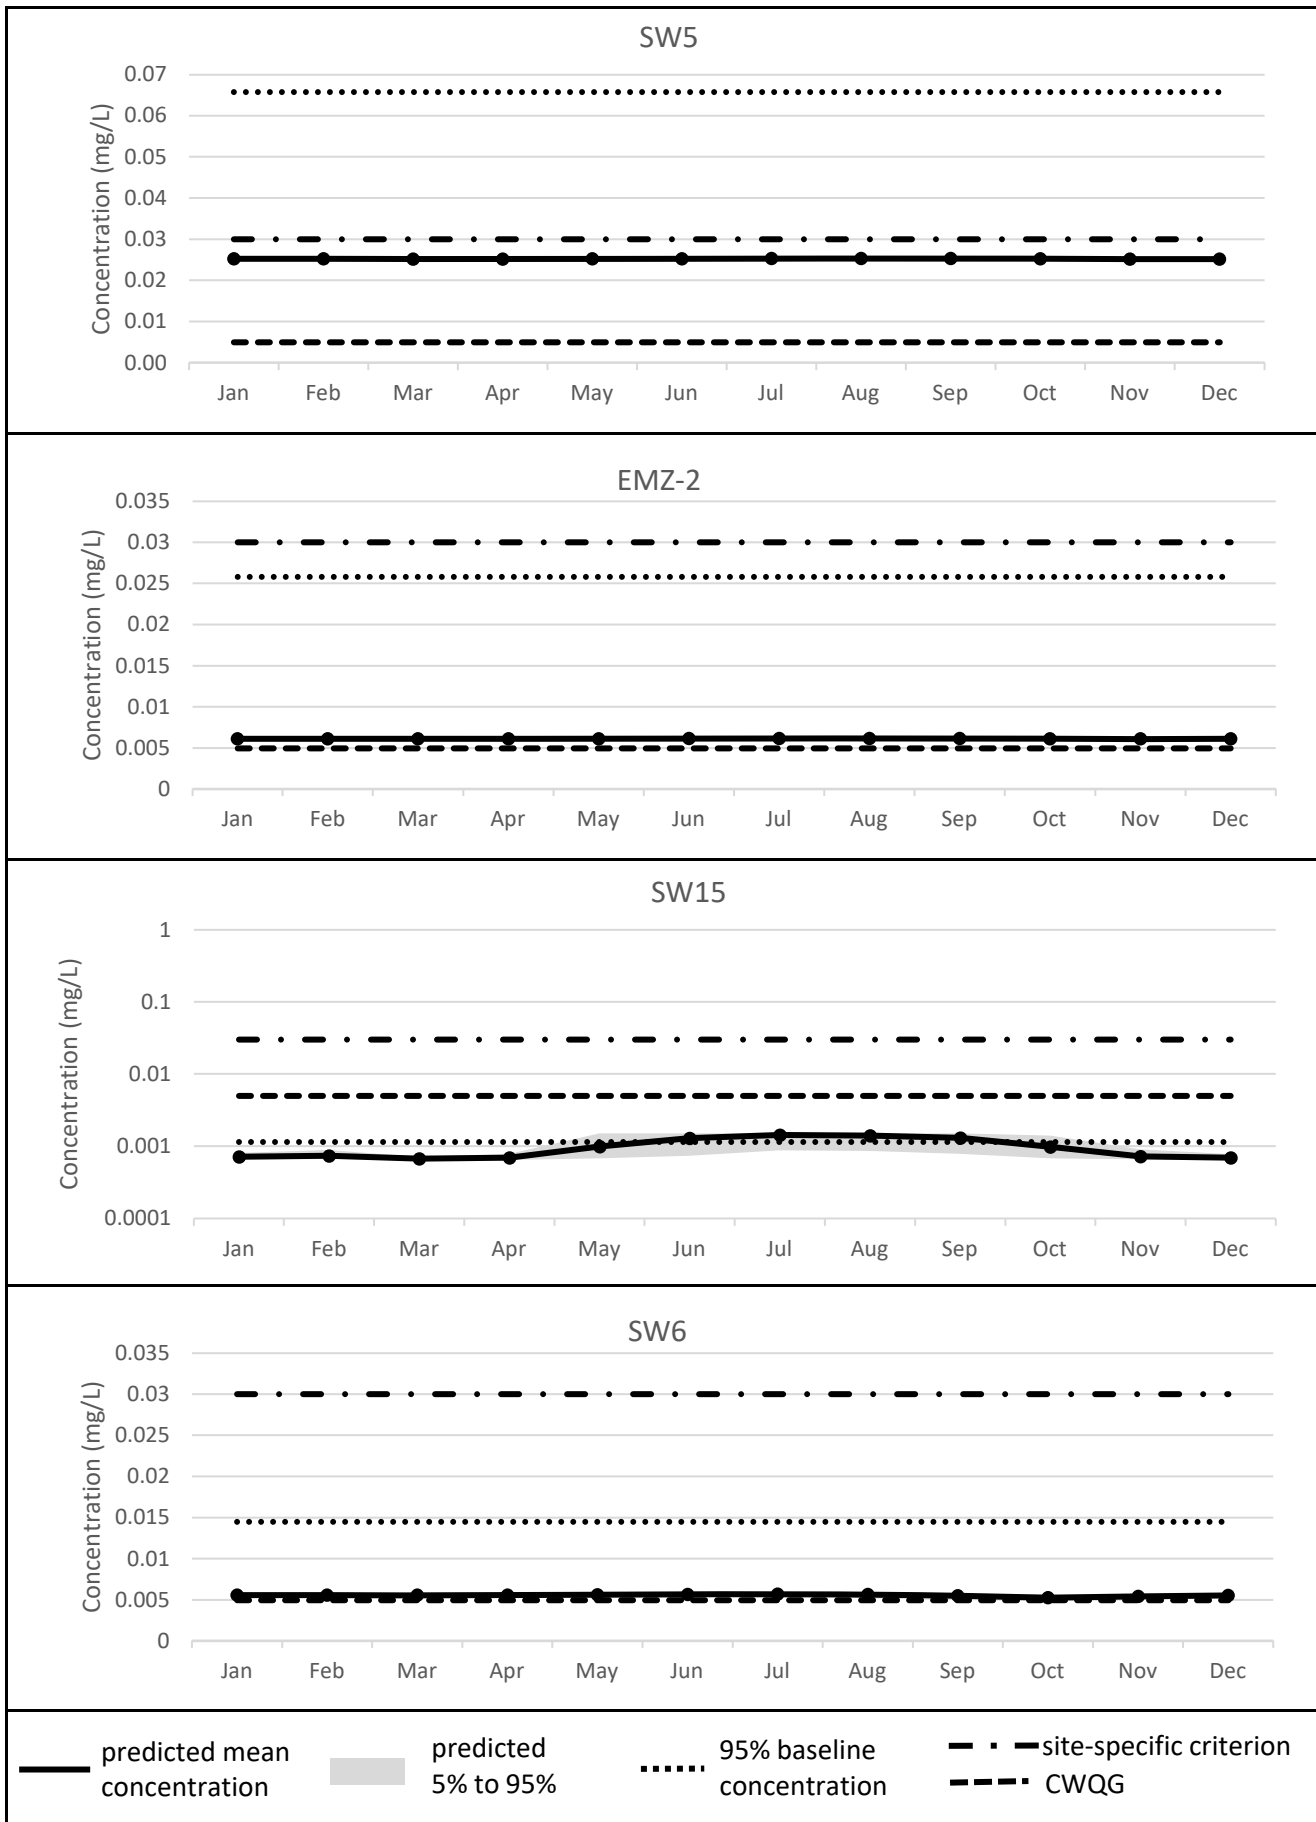 SW5
Concentration (mg/L)
0.07
0.06
0.05
0.04
0.03
0.02
0.01
0.00
Jan Feb Mar Apr May Jun Jul Aug Sep Oct Nov Dec
EMZ-2
Concentration (mg/L)
0.035
0.03
0.025
0.02
0.015
0.01
0.005
0
Jan Feb Mar Apr May Jun Jul Aug Sep Oct Nov Dec
SW15
Concentration (mg/L)
1
0.1
0.01
0.001
0.0001
Jan Feb Mar Apr May Jun Jul Aug Sep Oct Nov Dec
SW6
Concentration (mg/L)
0.035
0.03
0.025
0.02
0.015
0.01
0.005
0
Jan Feb Mar Apr May Jun Jul Aug Sep Oct Nov Dec
predicted mean
concentration
predicted
5% to 95%
95% baseline
concentration
site-specific criterion
CWQG